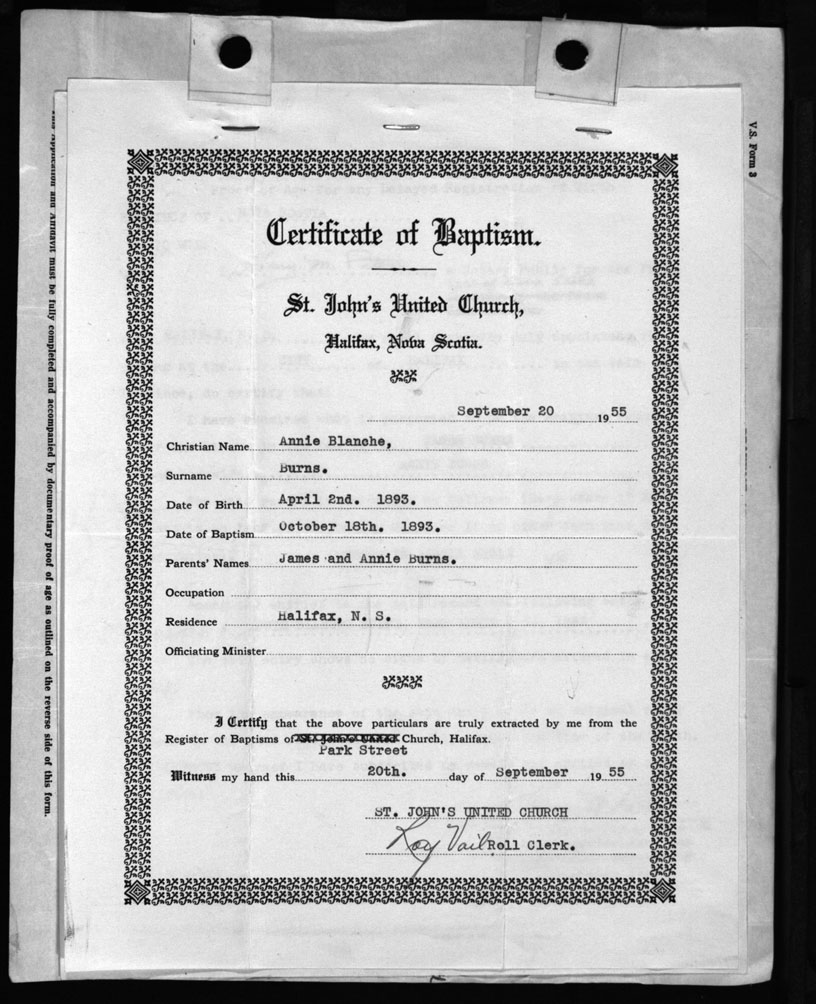 V.S. Form 3
This Application and Affidavit must be fully completed and accompanied by documentary proof of age as outlined on the reverse side of this form.
Certificate of Baptism.
St. John's United Church,
Halifax, Nova Scotia.
September 20 1955
Christian Name Annie Blanche,
Surname Burns.
Date of Birth April 2nd. 1893.
Date of Baptism October 18th. 1893.
Parents' Names James and Annie Burns.
Occupation
Residence Halifax, N. S.
Officiating Minister
I Certify that the above particulars are truly extracted by me from the
Register of Baptisms of St. John's United Church, Halifax.
Park Street
Witness my hand this 20th. day of September 1955
ST. JOHN'S UNITED CHURCH
Roy Vail Roll Clerk.